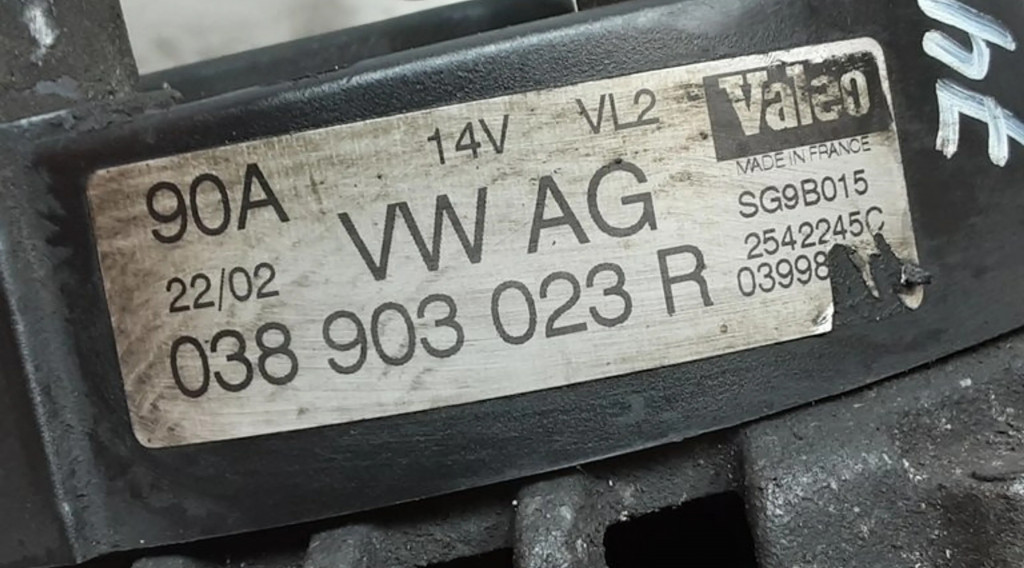 14V VL2 Valeo
MADE IN FRANCE
90A VW AG SG9B015
22/02 2542245C
038 903 023 R 03998